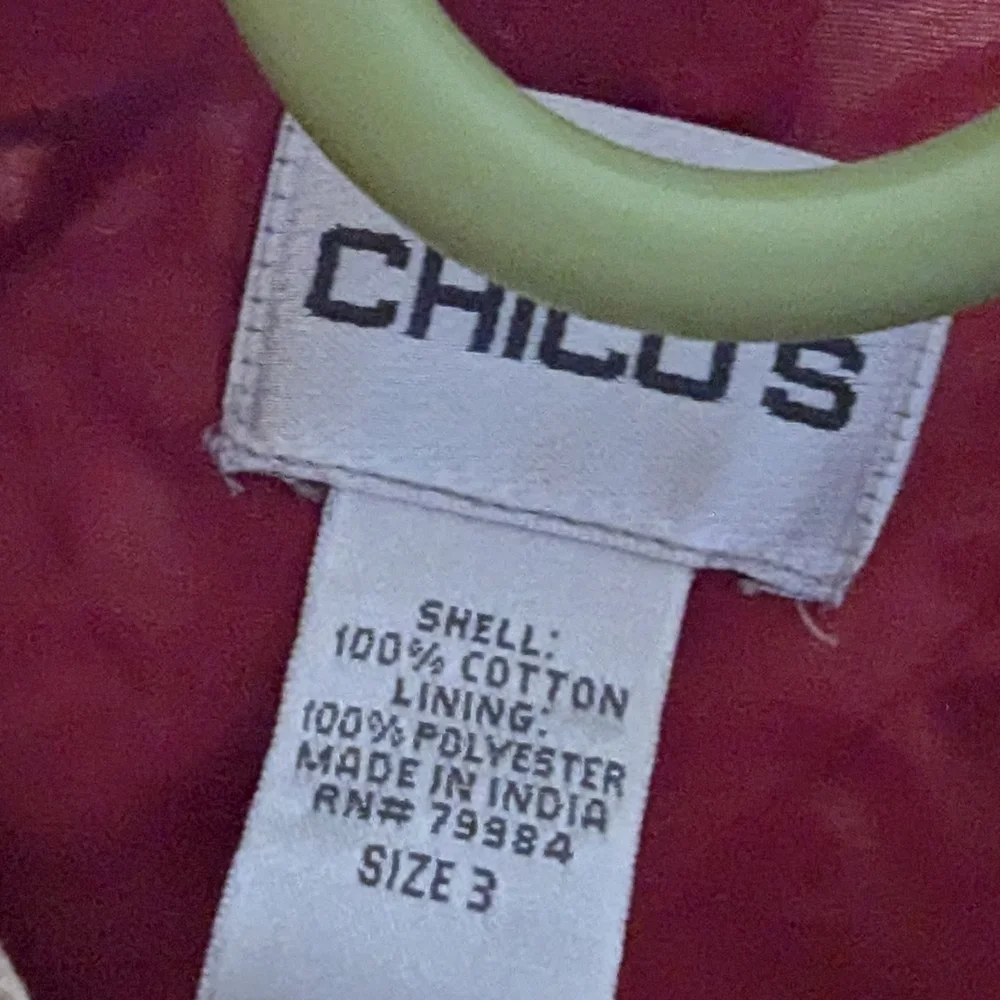 CHICO'S
SHELL:
100% COTTON
LINING:
100% POLYESTER
MADE IN INDIA
RN# 79984
SIZE 3